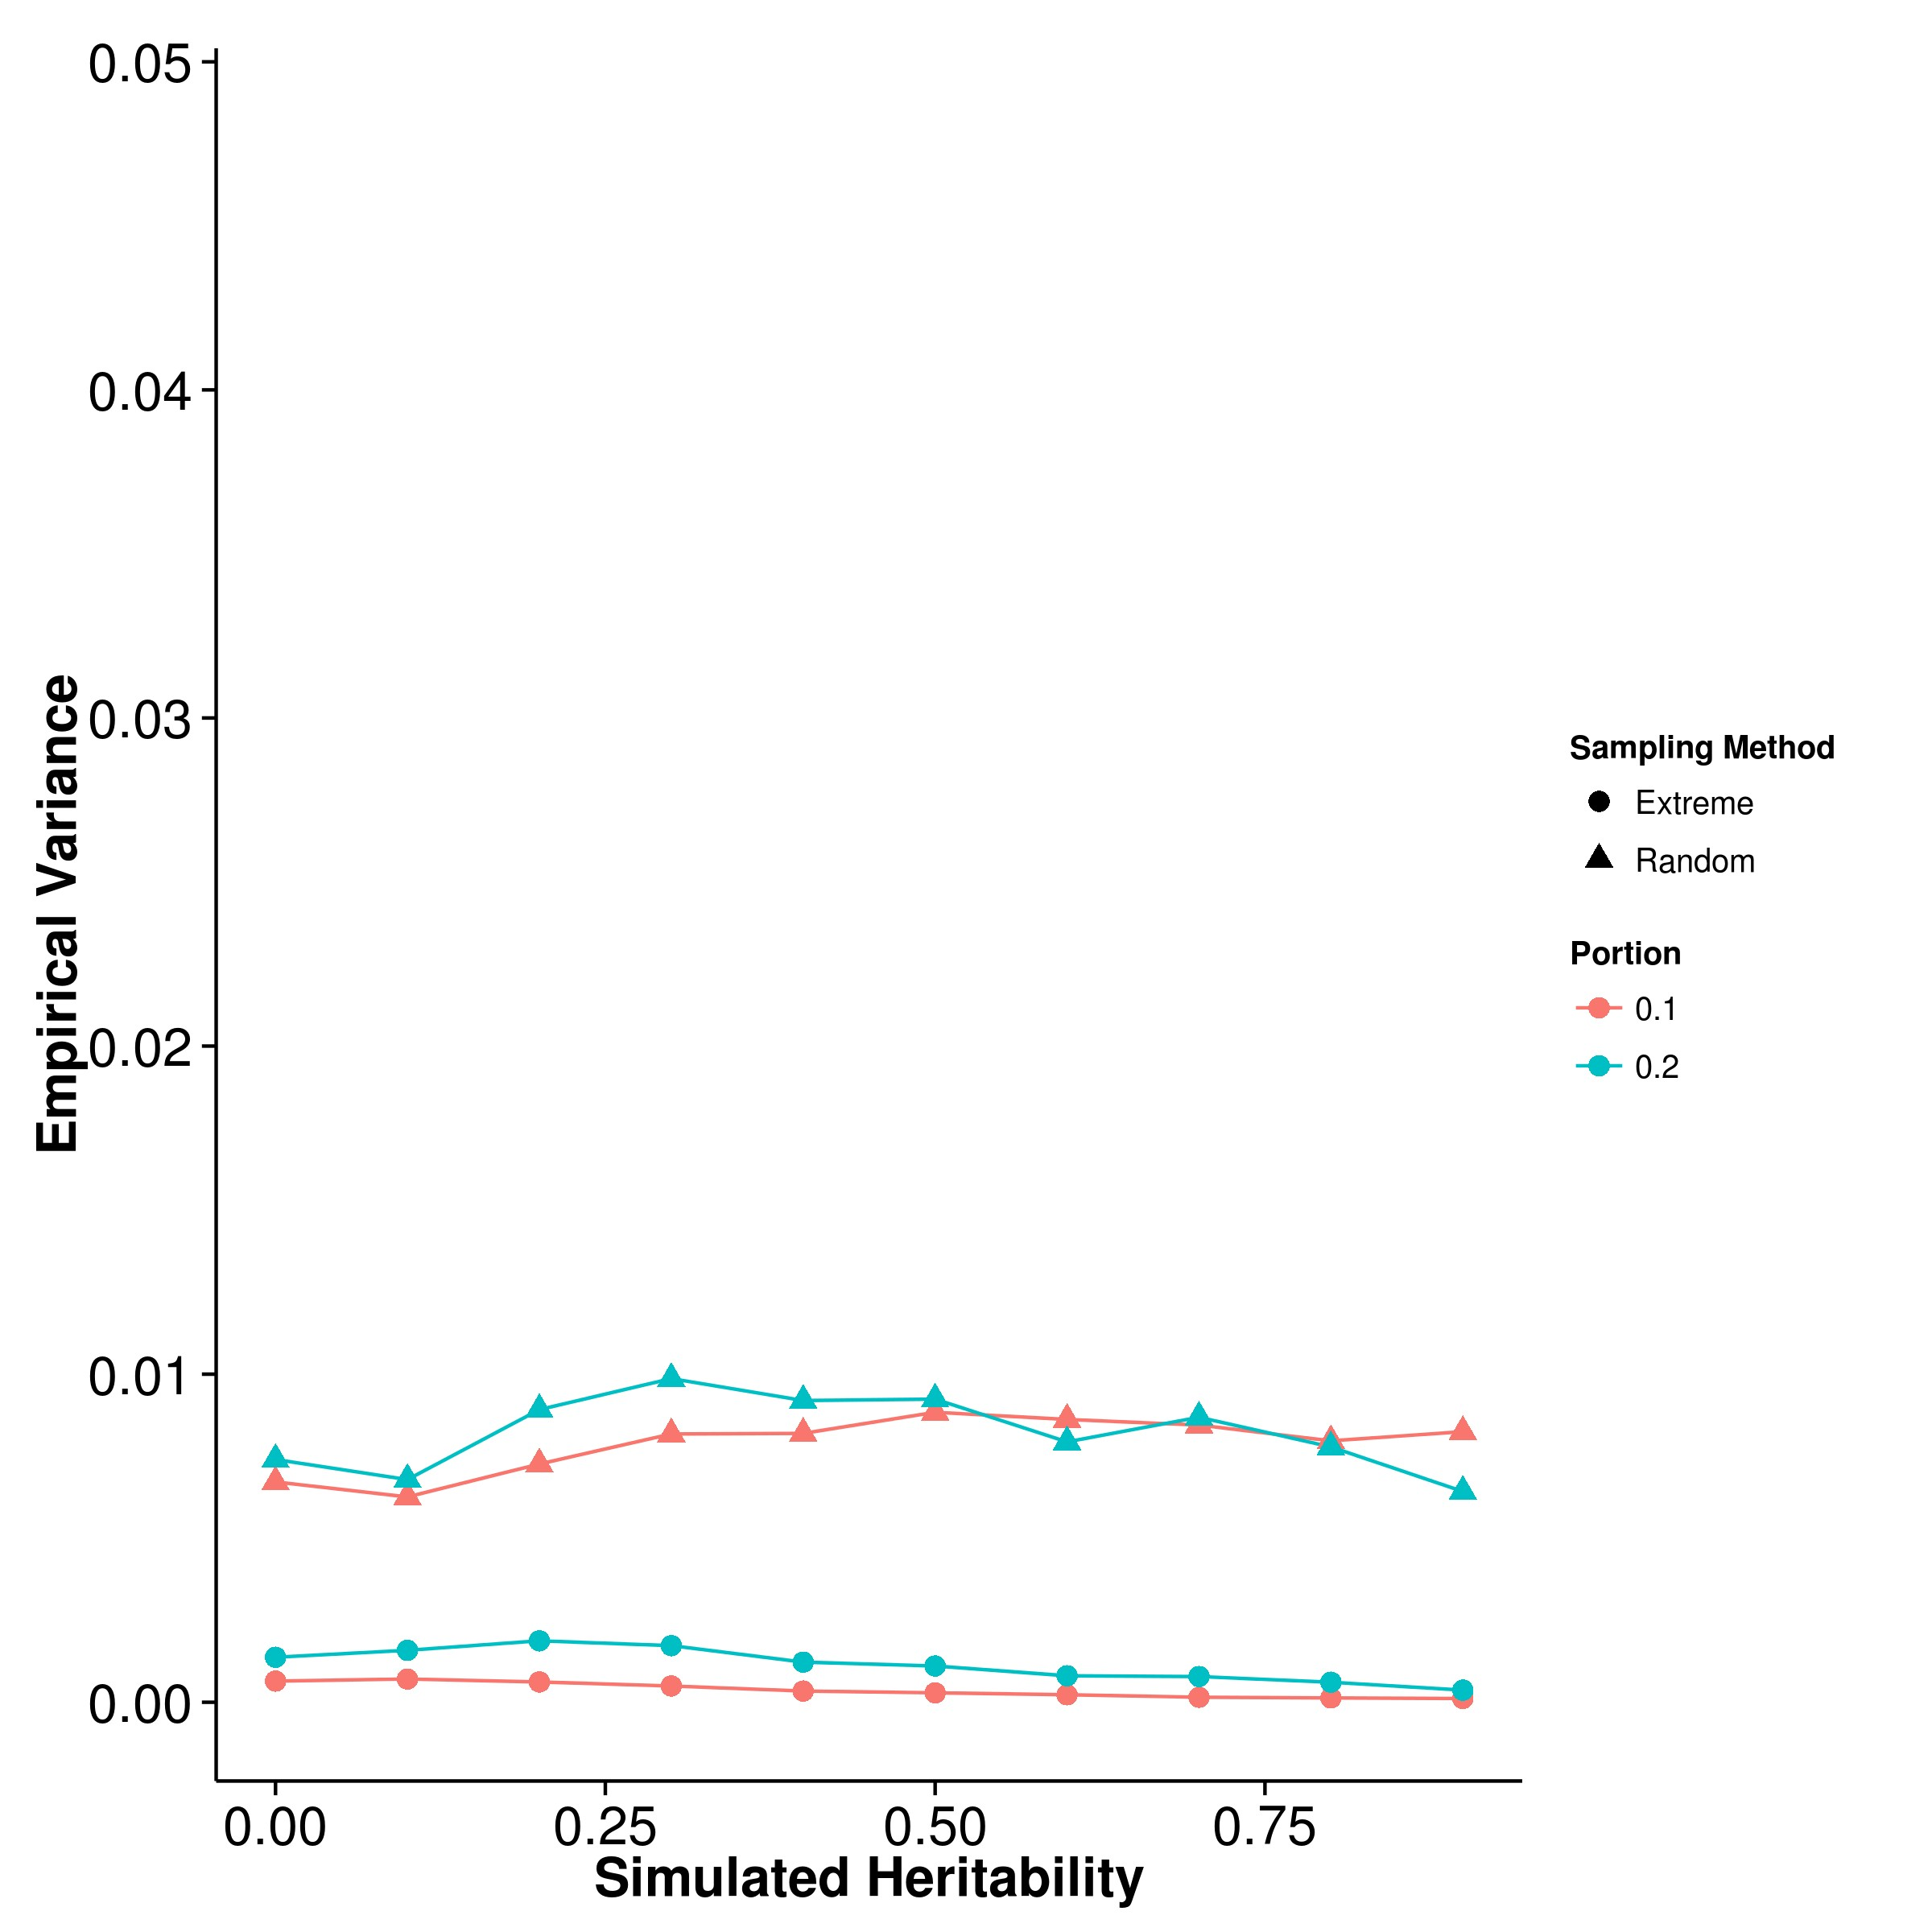 0.05
0.04
0.03
0.02
0.01
0.00
Empirical Variance
0.00 0.25 0.50 0.75
Simulated Heritability
Sampling Method
Extreme
Random
Portion
0.1
0.2